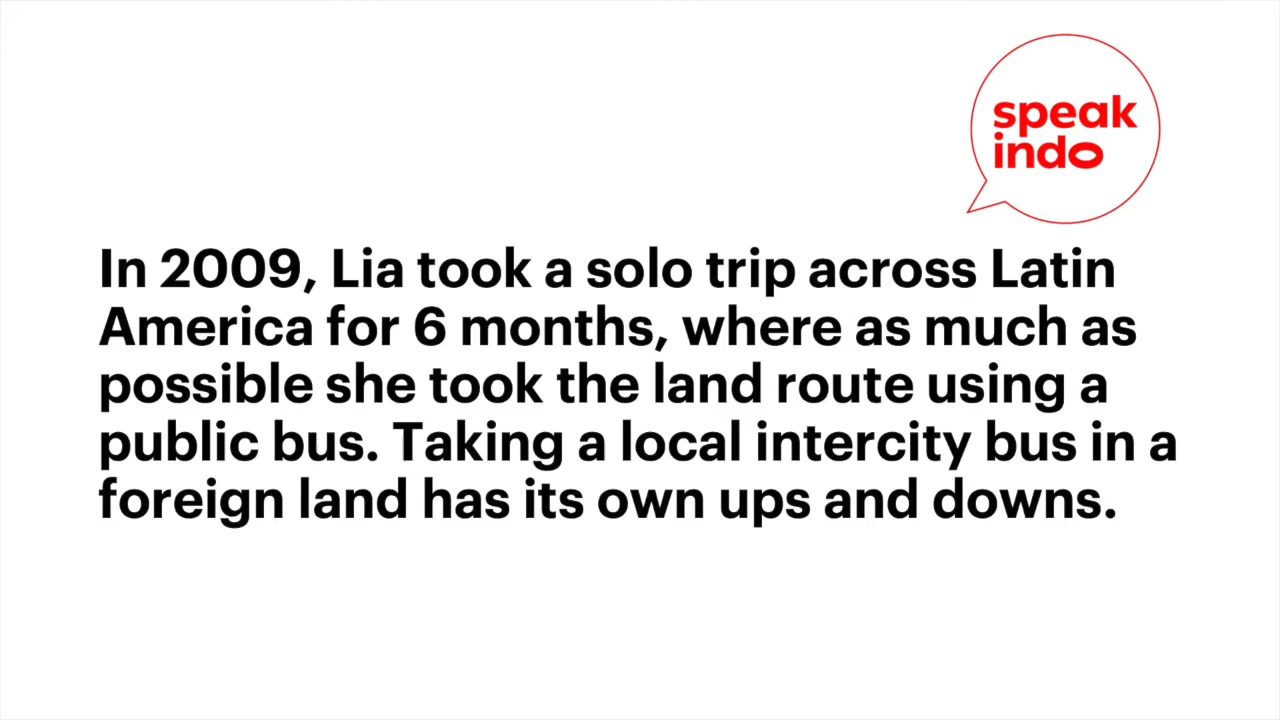 speak
indo
In 2009, Lia took a solo trip across Latin
America for 6 months, where as much as
possible she took the land route using a
public bus. Taking a local intercity bus in a
foreign land has its own ups and downs.